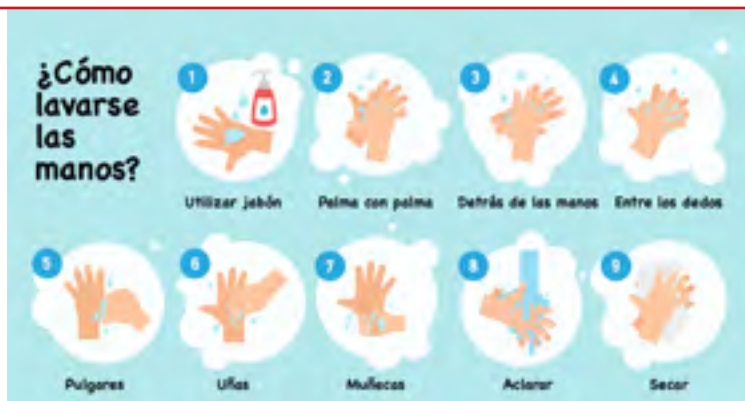 ¿Cómo
lavarse
las
manos?
1
2
3
4
Utilizar jabón
Palma con palma
Detrás de las manos
Entre los dedos
5
6
7
8
9
Pulgares
Uñas
Muñecas
Aclarar
Secar